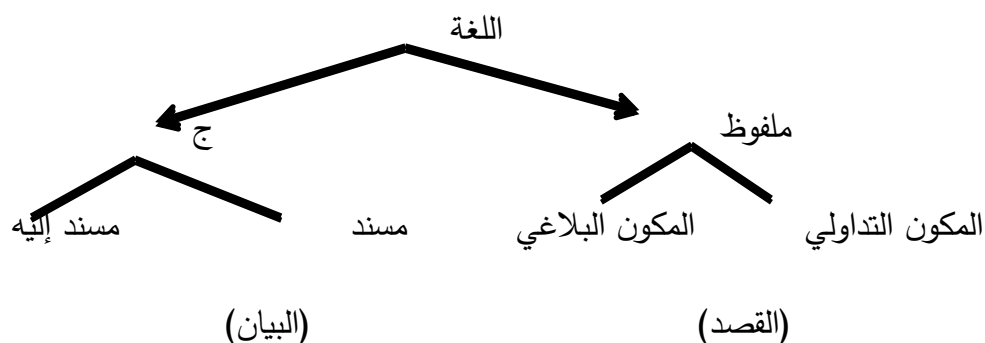 اللغة
ملفوظ ج
المكون التداولي المكون البلاغي مسند مسند إليه
(القصد) (البيان)